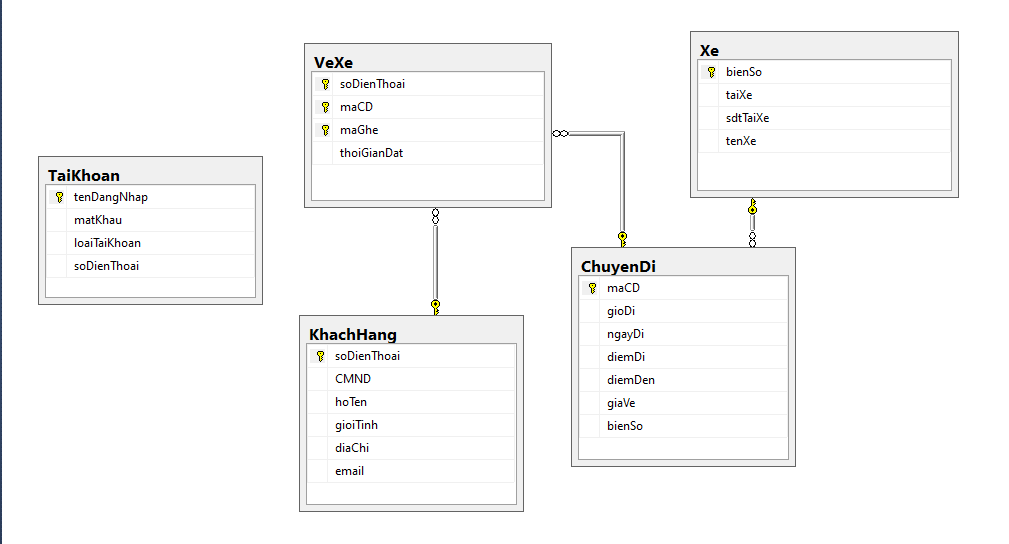 TaiKhoan
tenDangNhap
matKhau
loaiTaiKhoan
soDienThoai
VeXe
soDienThoai
maCD
maGhe
thoiGianDat
KhachHang
soDienThoai
CMND
hoTen
gioiTinh
diaChi
email
Xe
bienSo
taiXe
sdtTaiXe
tenXe
ChuyenDi
maCD
gioDi
ngayDi
diemDi
diemDen
giaVe
bienSo